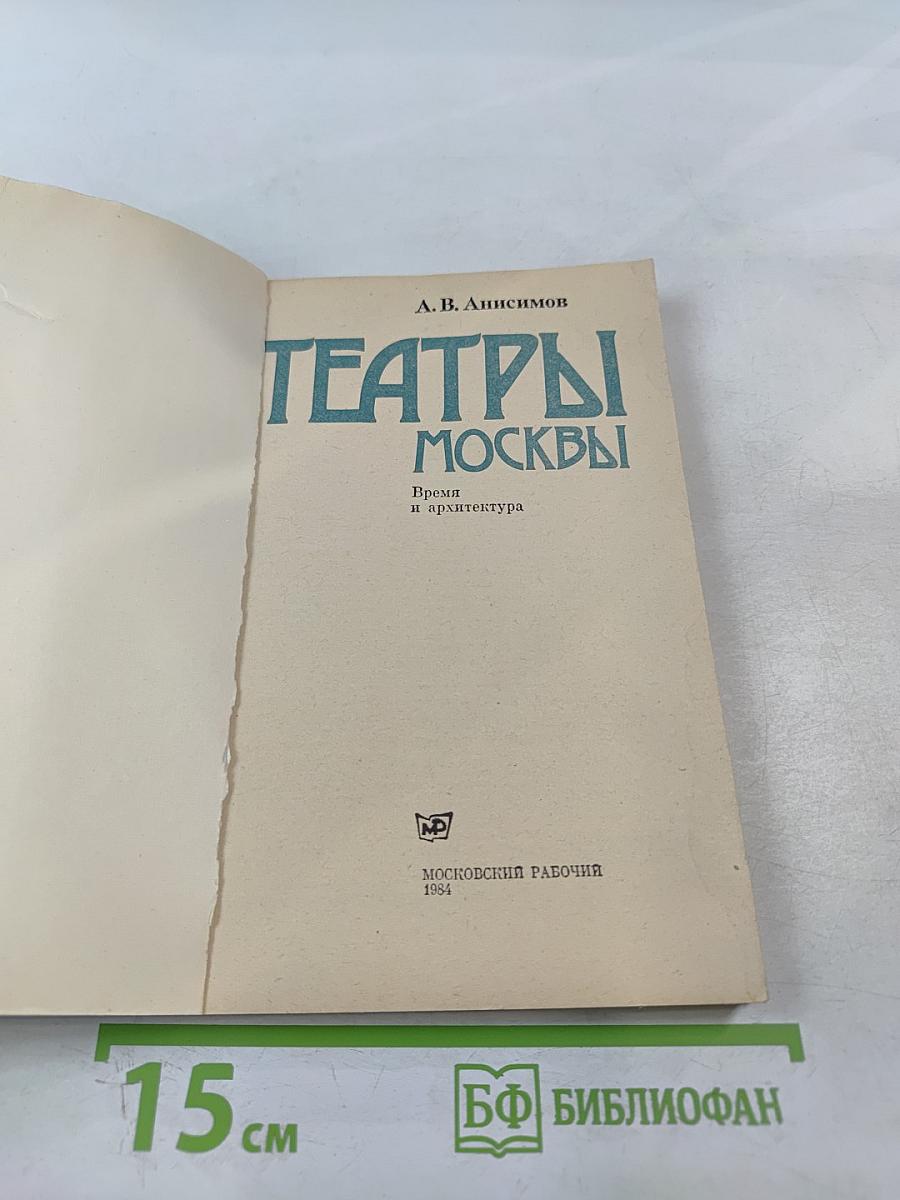 А. В. Анисимов
ТЕАТРЫ
МОСКВЫ
Время
и архитектура
МР
МОСКОВСКИЙ РАБОЧИЙ
1984
15 см
БФ БИБЛИОФАН